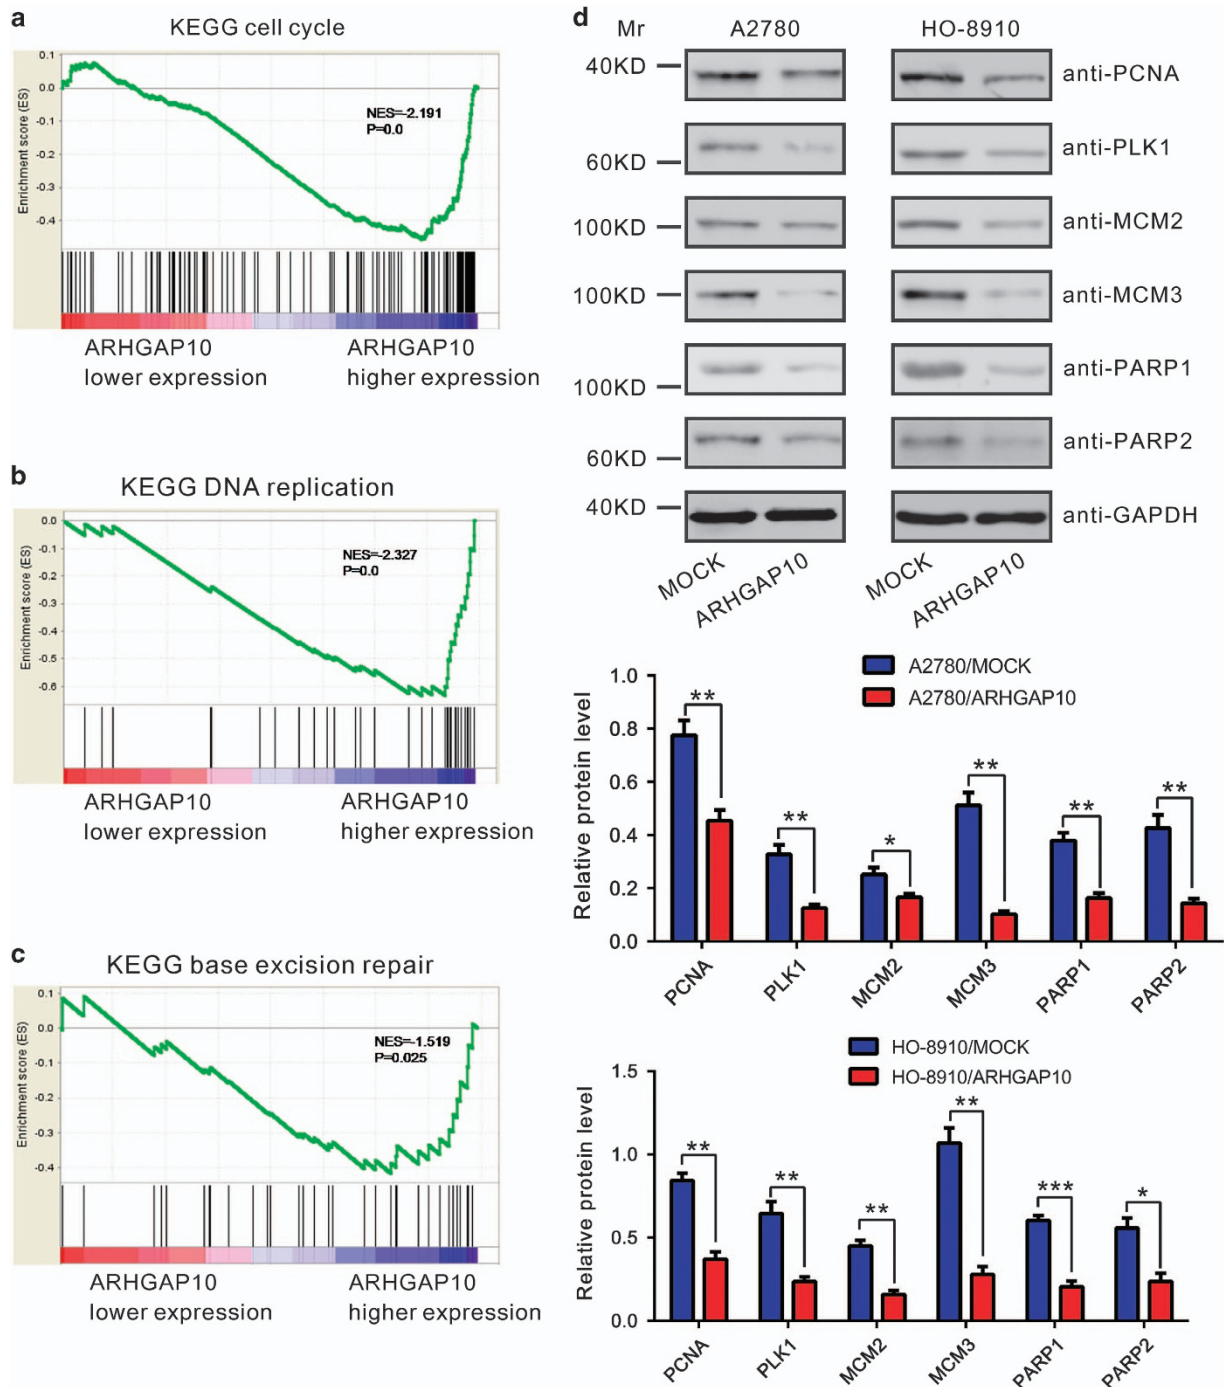 a
KEGG cell cycle
0.1
0.0
-0.1
-0.2
-0.3
-0.4
Enrichment score (ES)
NES=-2.191
P=0.0
ARHGAP10
lower expression
ARHGAP10
higher expression
b
KEGG DNA replication
0.0
-0.1
-0.2
-0.3
-0.4
-0.5
-0.6
Enrichment score (ES)
NES=-2.327
P=0.0
ARHGAP10
lower expression
ARHGAP10
higher expression
c
KEGG base excision repair
0.1
0.0
-0.1
-0.2
-0.3
-0.4
Enrichment score (ES)
NES=-1.519
P=0.025
ARHGAP10
lower expression
ARHGAP10
higher expression
d
Mr A2780 HO-8910
40KD anti-PCNA
60KD anti-PLK1
100KD anti-MCM2
100KD anti-MCM3
100KD anti-PARP1
60KD anti-PARP2
40KD anti-GAPDH
MOCK ARHGAP10 MOCK ARHGAP10
A2780/MOCK
A2780/ARHGAP10
Relative protein level
1.0
0.8
0.6
0.4
0.2
0.0
** ** * ** ** **
PCNA PLK1 MCM2 MCM3 PARP1 PARP2
HO-8910/MOCK
HO-8910/ARHGAP10
Relative protein level
1.5
1.0
0.5
0.0
** ** ** ** *** *
PCNA PLK1 MCM2 MCM3 PARP1 PARP2